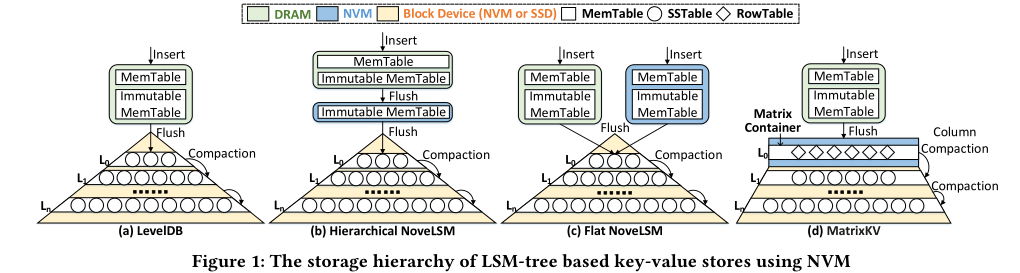 DRAM NVM Block Device (NVM or SSD) MemTable SSTable RowTable
Insert
MemTable
Immutable
MemTable
Flush
Compaction
L0
L1
Ln
(a) LevelDB
Insert
MemTable
Immutable MemTable
Flush
Immutable MemTable
Flush
Compaction
L0
L1
Ln
(b) Hierarchical NoveLSM
Insert
MemTable
Immutable
MemTable
Insert
MemTable
Immutable
MemTable
Flush
Compaction
L0
L1
Ln
(c) Flat NoveLSM
Insert
MemTable
Immutable
MemTable
Matrix
Container
Flush
Column
Compaction
L0
L1
Compaction
Ln
(d) MatrixKV
Figure 1: The storage hierarchy of LSM-tree based key-value stores using NVM